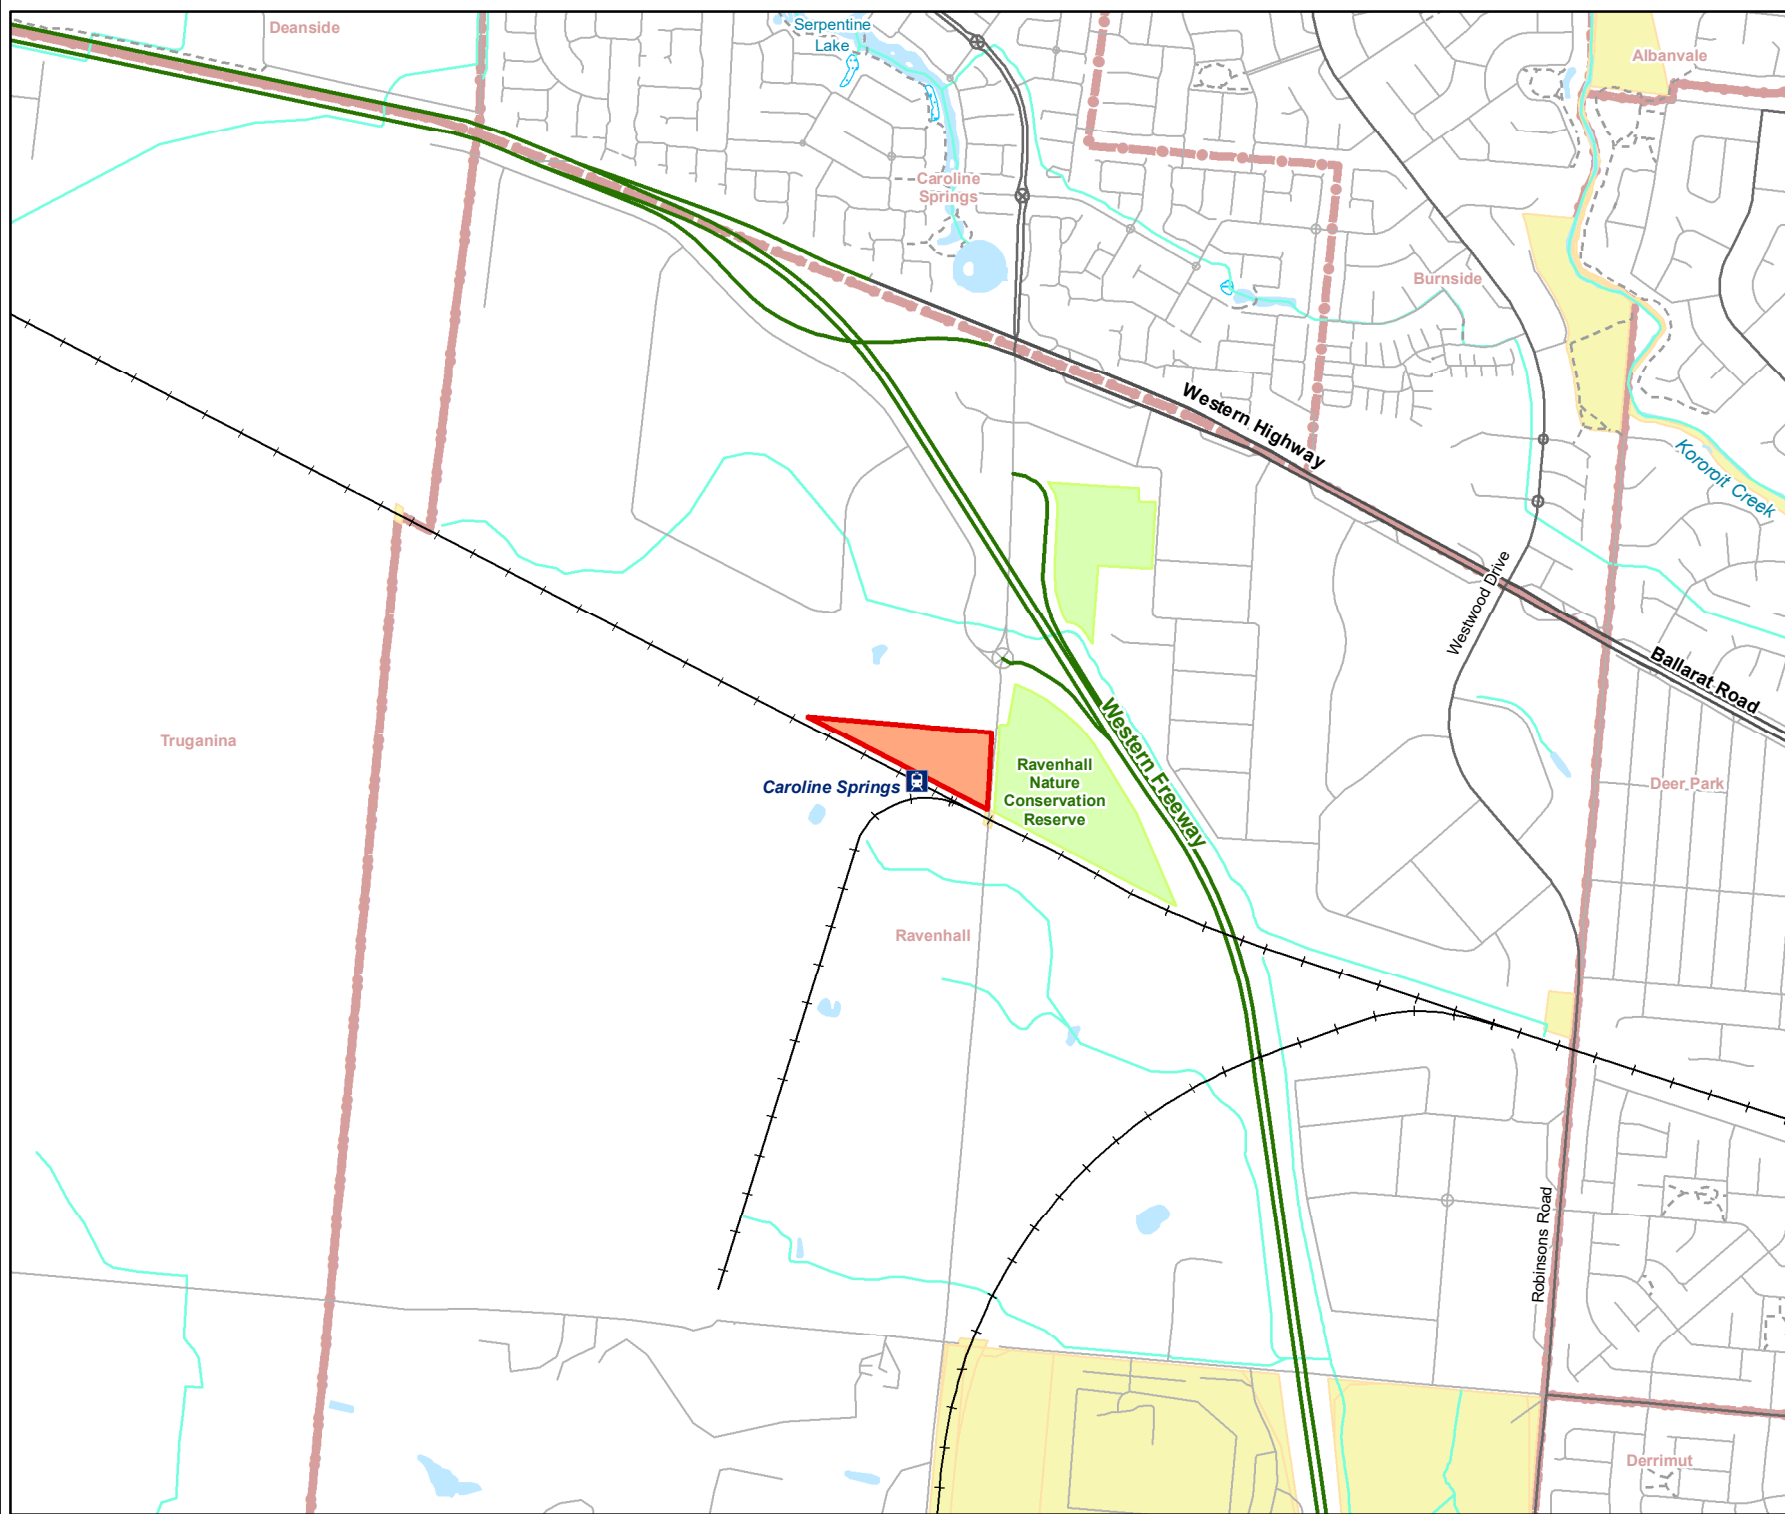 Deanside
Serpentine
Lake
Albanvale
Caroline
Springs
Burnside
Western Highway
Kororoit Creek
Westwood Drive
Ballarat Road
Truganina
Western Freeway
Caroline Springs
Ravenhall
Nature
Conservation
Reserve
Deer Park
Ravenhall
Robinsons Road
Derrimut